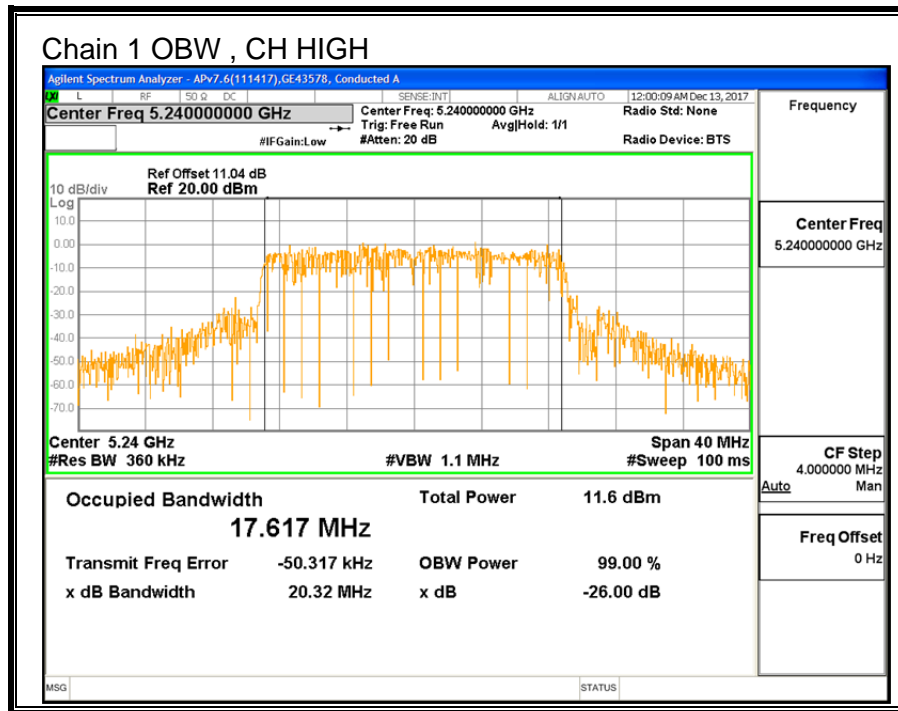 Chain 1 OBW , CH HIGH
Agilent Spectrum Analyzer - APv7.6(111417),GE43578, Conducted A
LXI L RF 50 Ω DC SENSE:INT ALIGN AUTO 12:00:09 AM Dec 13, 2017
Center Freq 5.240000000 GHz
Center Freq: 5.240000000 GHz
Radio Std: None
Trig: Free Run Avg|Hold: 1/1
#IFGain:Low #Atten: 20 dB Radio Device: BTS
Ref Offset 11.04 dB
10 dB/div Ref 20.00 dBm
Log
10.0
0.00
-10.0
-20.0
-30.0
-40.0
-50.0
-60.0
-70.0
Center 5.24 GHz Span 40 MHz
#Res BW 360 kHz #VBW 1.1 MHz #Sweep 100 ms
Occupied Bandwidth Total Power 11.6 dBm
17.617 MHz
Transmit Freq Error -50.317 kHz OBW Power 99.00 %
x dB Bandwidth 20.32 MHz x dB -26.00 dB
MSG STATUS
Frequency
Center Freq
5.240000000 GHz
CF Step
4.000000 MHz
Auto Man
Freq Offset
0 Hz